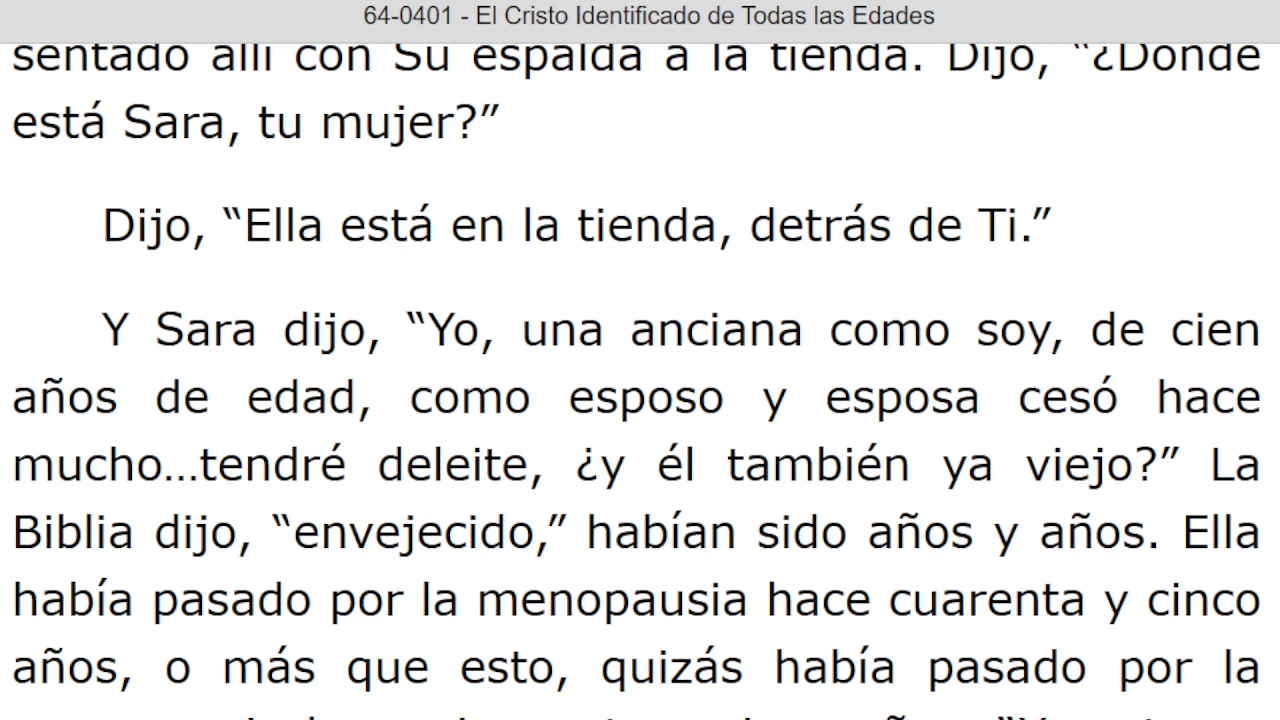 64-0401 - El Cristo Identificado de Todas las Edades
sentado allí con Su espalda a la tienda. Dijo, “¿Dónde
está Sara, tu mujer?”
Dijo, “Ella está en la tienda, detrás de Ti.”
Y Sara dijo, “Yo, una anciana como soy, de cien
años de edad, como esposo y esposa cesó hace
mucho…tendré deleite, ¿y él también ya viejo?” La
Biblia dijo, “envejecido,” habían sido años y años. Ella
había pasado por la menopausia hace cuarenta y cinco
años, o más que esto, quizás había pasado por la